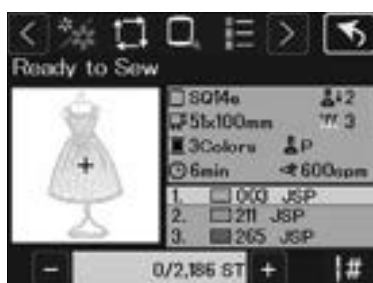 Ready to Sew
SQ14e 2
51x100mm 3
3Colors P
6min 600spm
1. 003 JSP
2. 211 JSP
3. 265 JSP
- 0/2,186 ST + #